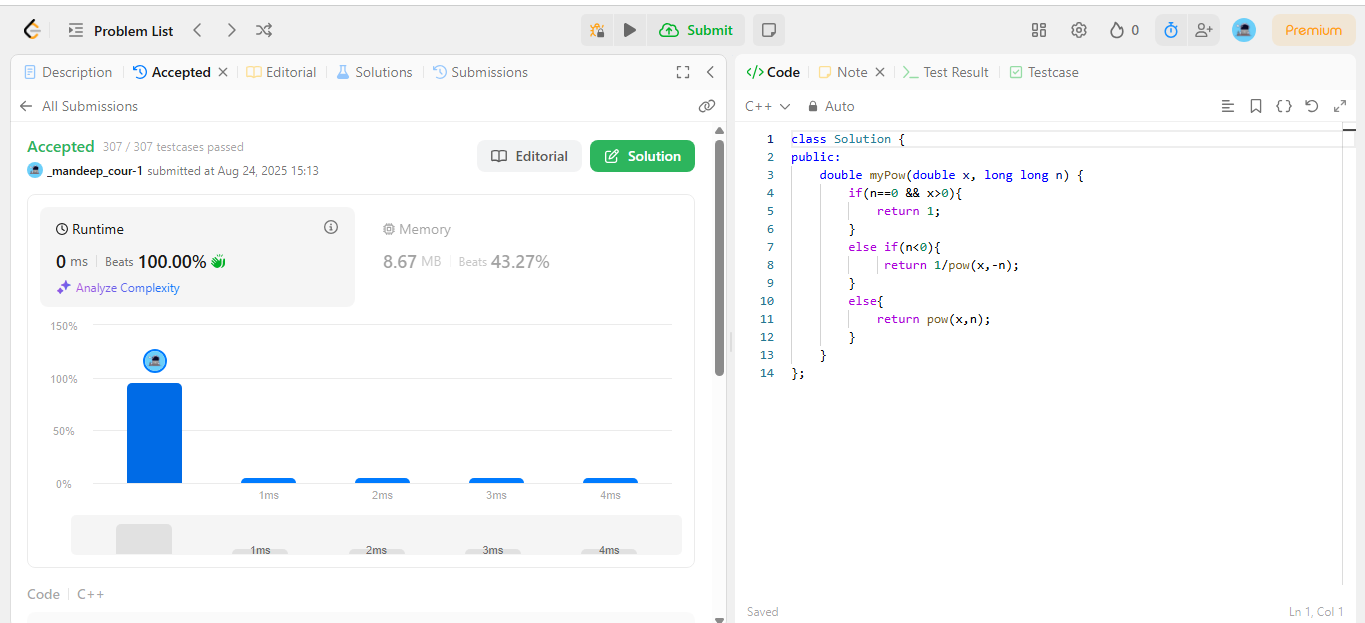 Problem List
Submit
0
Premium
Description
Accepted
Editorial
Solutions
Submissions
All Submissions
Accepted 307 / 307 testcases passed
_mandeep_cour-1 submitted at Aug 24, 2025 15:13
Editorial
Solution
Runtime
0 ms Beats 100.00%
Analyze Complexity
Memory
8.67 MB Beats 43.27%
150%
100%
50%
0%
1ms 2ms 3ms 4ms
1ms 2ms 3ms 4ms
Code C++
</> Code
Note
Test Result
Testcase
C++ Auto
1 class Solution {
2 public:
3 double myPow(double x, long long n) {
4 if(n==0 && x>0){
5 return 1;
6 }
7 else if(n<0){
8 return 1/pow(x,-n);
9 }
10 else{
11 return pow(x,n);
12 }
13 }
14 };
Saved
Ln 1, Col 1